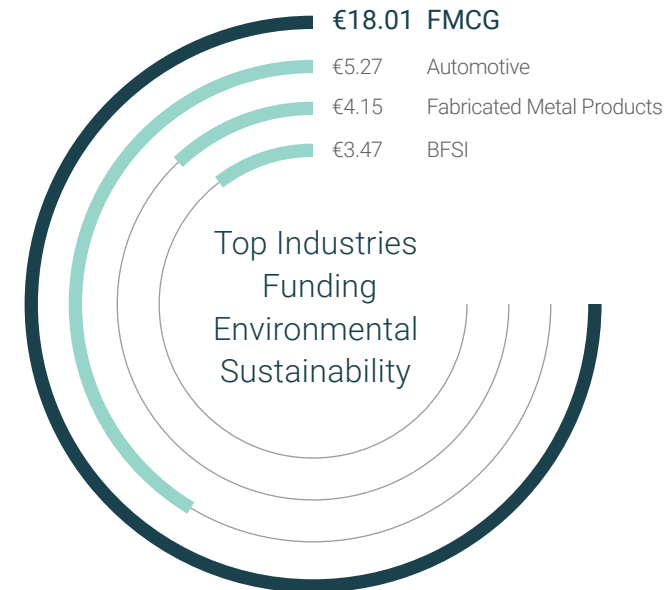 €18.01 FMCG
€5.27 Automotive
€4.15 Fabricated Metal Products
€3.47 BFSI
Top Industries
Funding
Environmental
Sustainability